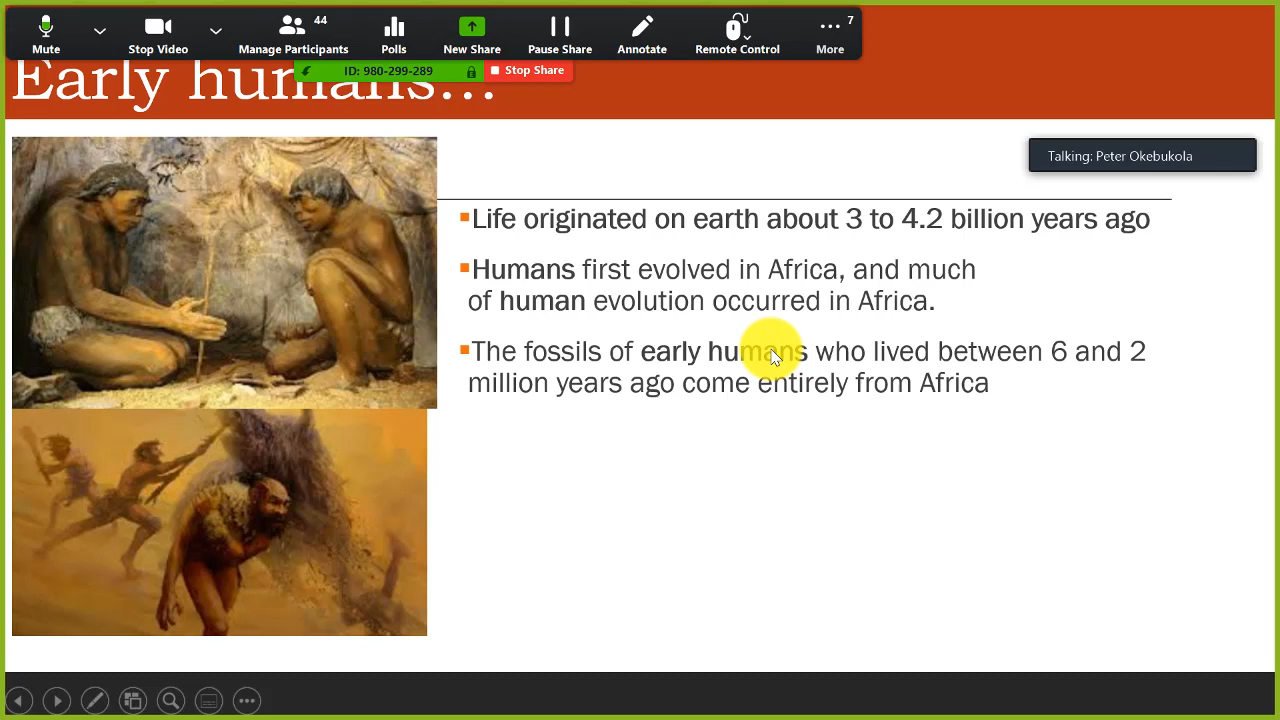 44
7
Mute
Stop Video
Manage Participants
Polls
New Share
Pause Share
Annotate
Remote Control
More
ID: 980-299-289
Stop Share
Early humans...
Talking: Peter Okebukola
Life originated on earth about 3 to 4.2 billion years ago
Humans first evolved in Africa, and much
of human evolution occurred in Africa.
The fossils of early humans who lived between 6 and 2
million years ago come entirely from Africa